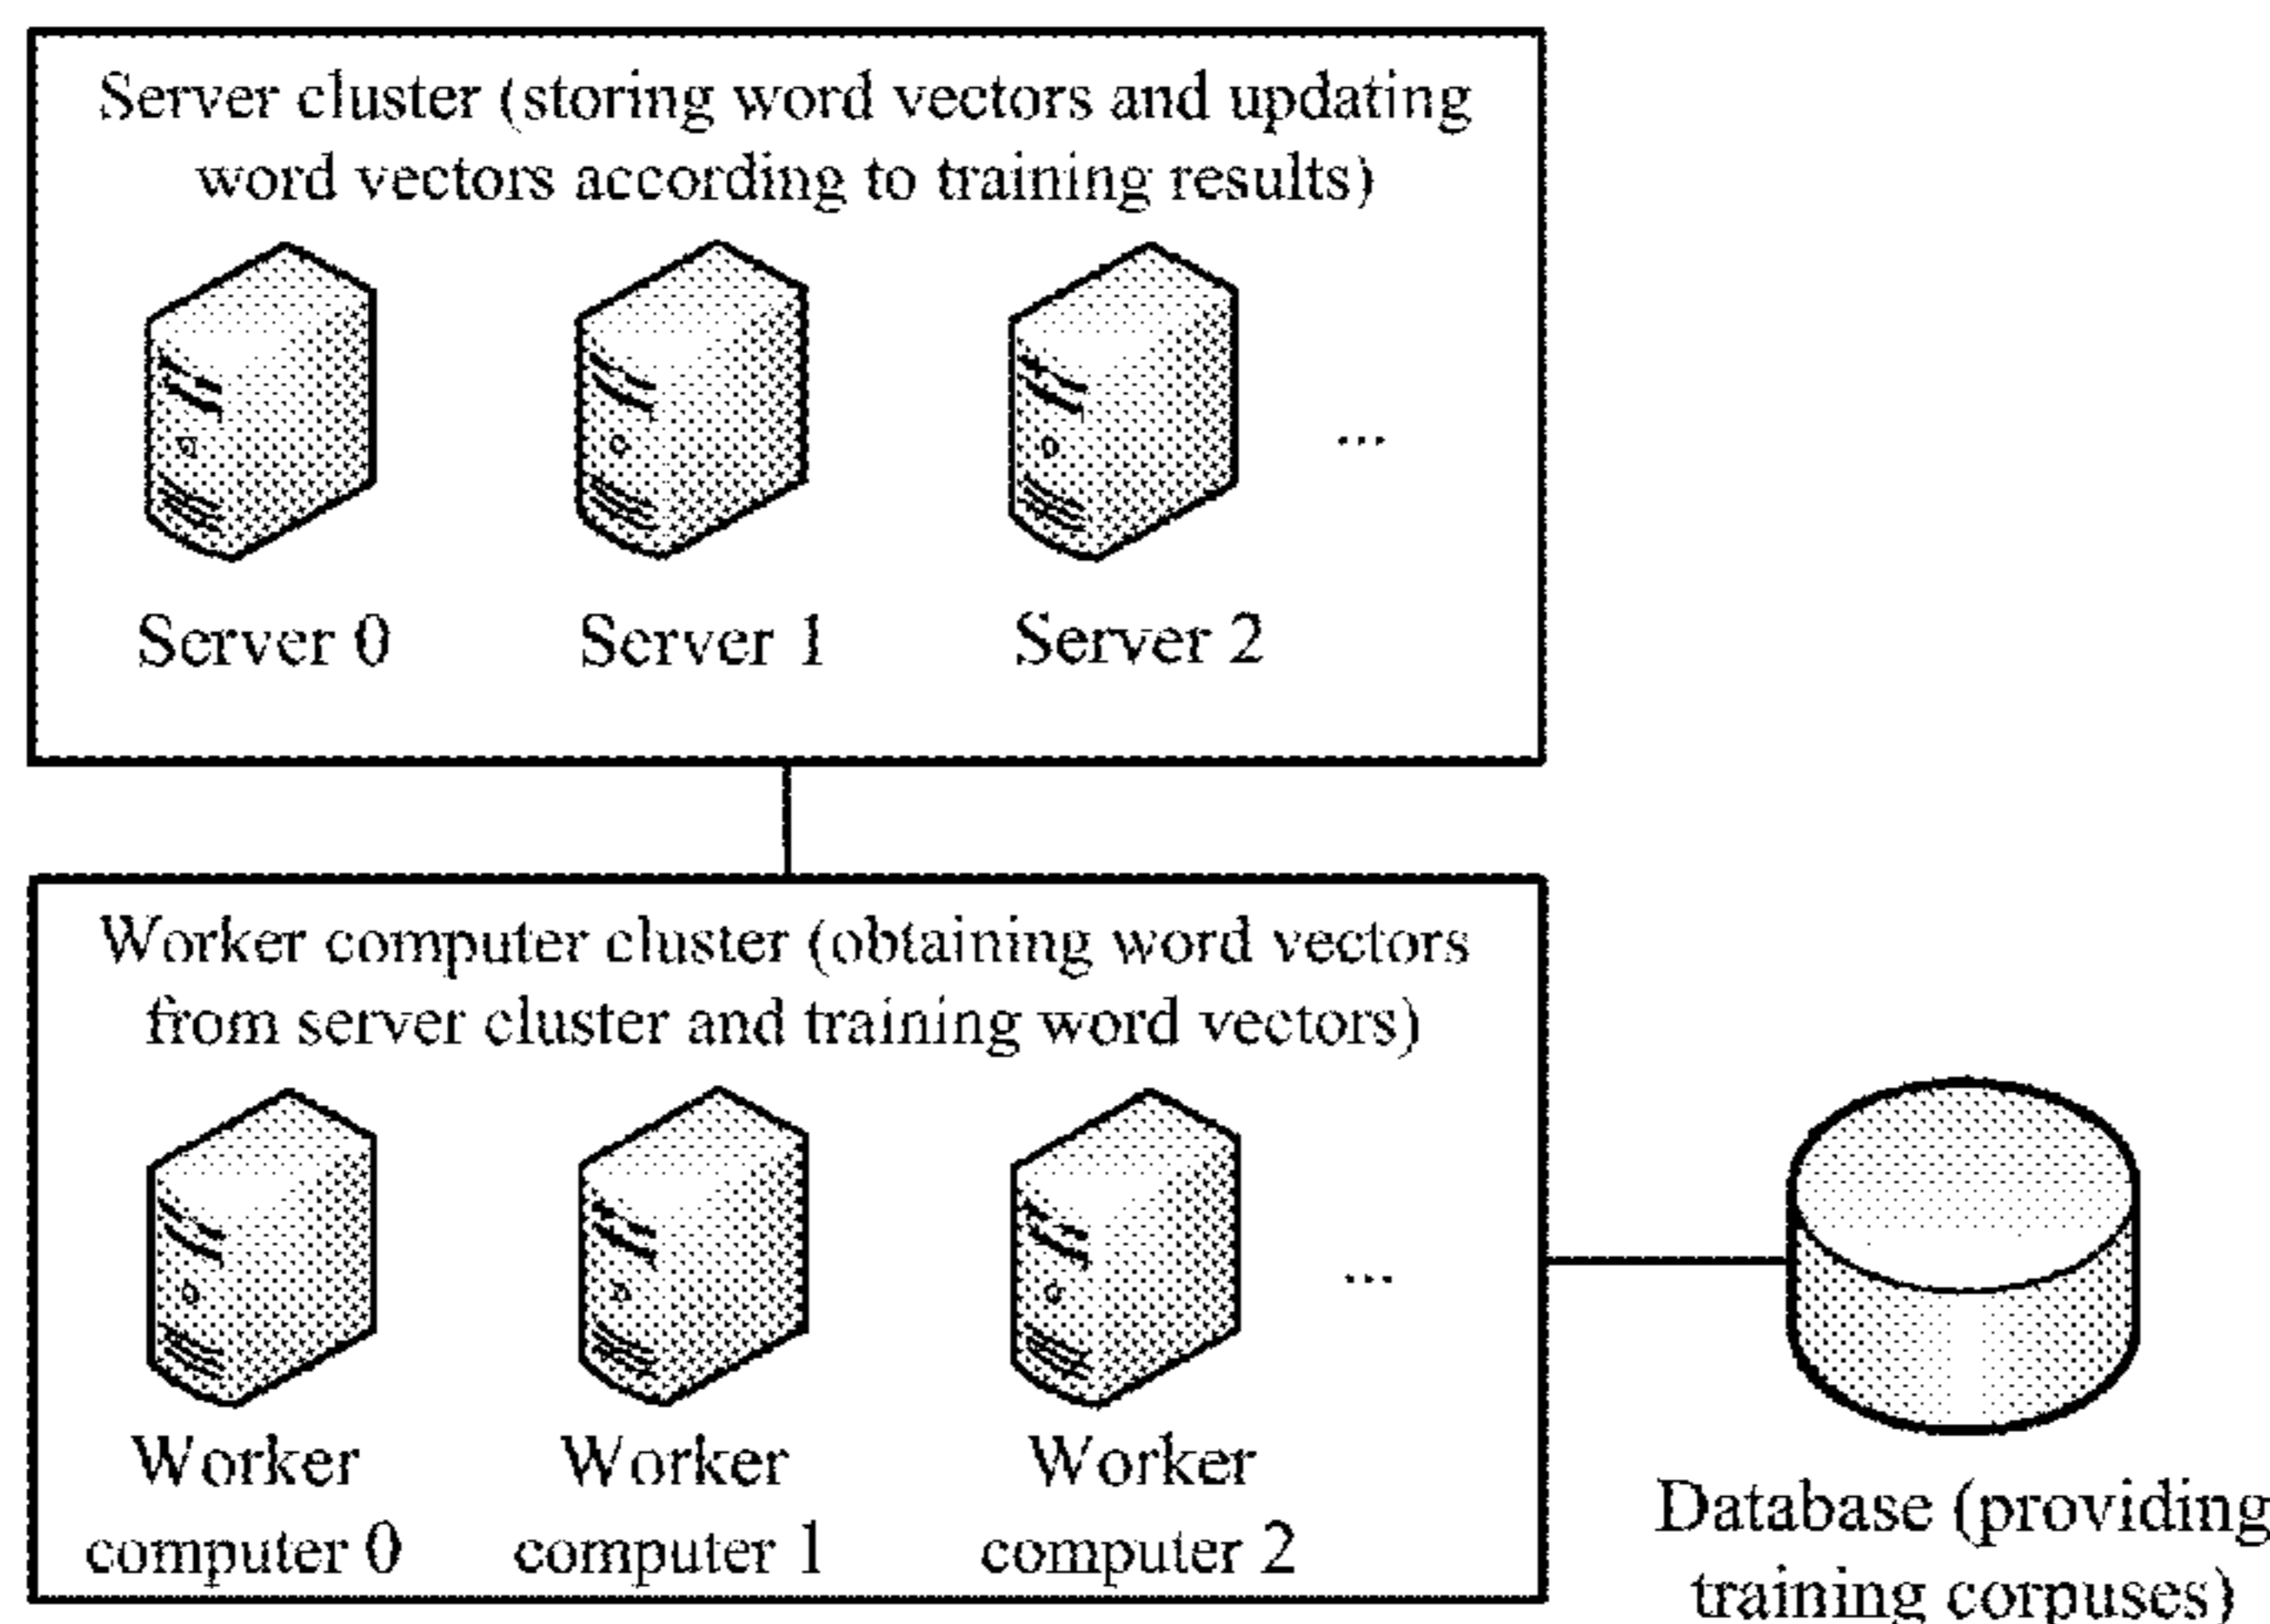 Server cluster (storing word vectors and updating
word vectors according to training results)
Server 0
Server 1
Server 2
...
Worker computer cluster (obtaining word vectors
from server cluster and training word vectors)
Worker
computer 0
Worker
computer 1
Worker
computer 2
...
Database (providing
training corpuses)